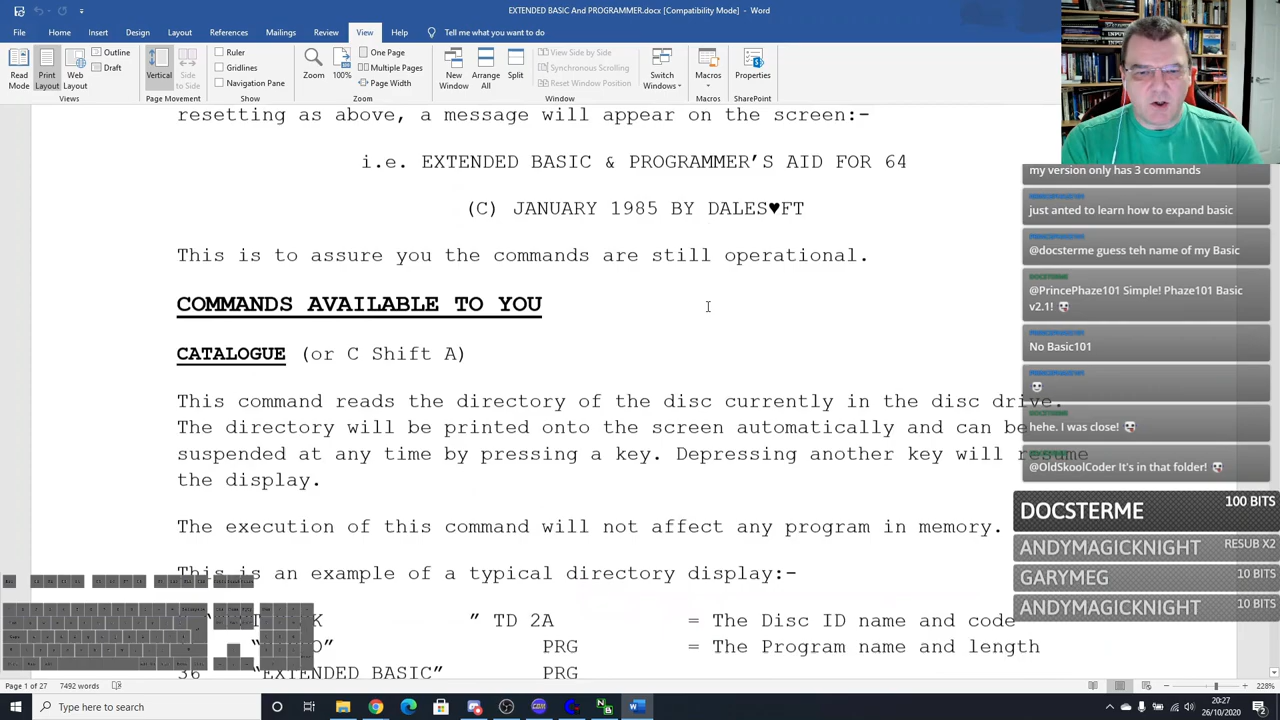 EXTENDED BASIC And PROGRAMMER.docx [Compatibility Mode] - Word
File Home Insert Design Layout References Mailings Review View Help Tell me what you want to do
Read Mode
Print Layout
Web Layout
Outline
Draft
Views
Vertical
Side to Side
Page Movement
Ruler
Gridlines
Navigation Pane
Show
Zoom
100%
One Page
Multiple Pages
Page Width
Zoom
New Window
Arrange All
Split
View Side by Side
Synchronous Scrolling
Reset Window Position
Window
Switch Windows
Macros
Macros
Properties
SharePoint
resetting as above, a message will appear on the screen:-
i.e. EXTENDED BASIC & PROGRAMMER'S AID FOR 64
(C) JANUARY 1985 BY DALES♥FT
This is to assure you the commands are still operational.
COMMANDS AVAILABLE TO YOU
CATALOGUE (or C Shift A)
This command reads the directory of the disc currently in the disc drive.
The directory will be printed onto the screen automatically and can be
suspended at any time by pressing a key. Depressing another key will resume
the display.
The execution of this command will not affect any program in memory.
This is an example of a typical directory display:-
" TD 2A = The Disc ID name and code
PRG = The Program name and length
36 "EXTENDED BASIC" PRG
my version only has 3 commands
just anted to learn how to expand basic
@docsterme guess teh name of my Basic
@PrincePhaze101 Simple! Phaze101 Basic
v2.1!
No Basic101
hehe. I was close!
@OldSkoolCoder It's in that folder!
DOCSTERME 100 BITS
ANDYMAGICKNIGHT RESUB X2
GARYMEG 10 BITS
ANDYMAGICKNIGHT 10 BITS
Page 1 of 27 7492 words
228%
Type here to search
20:27
26/10/2020